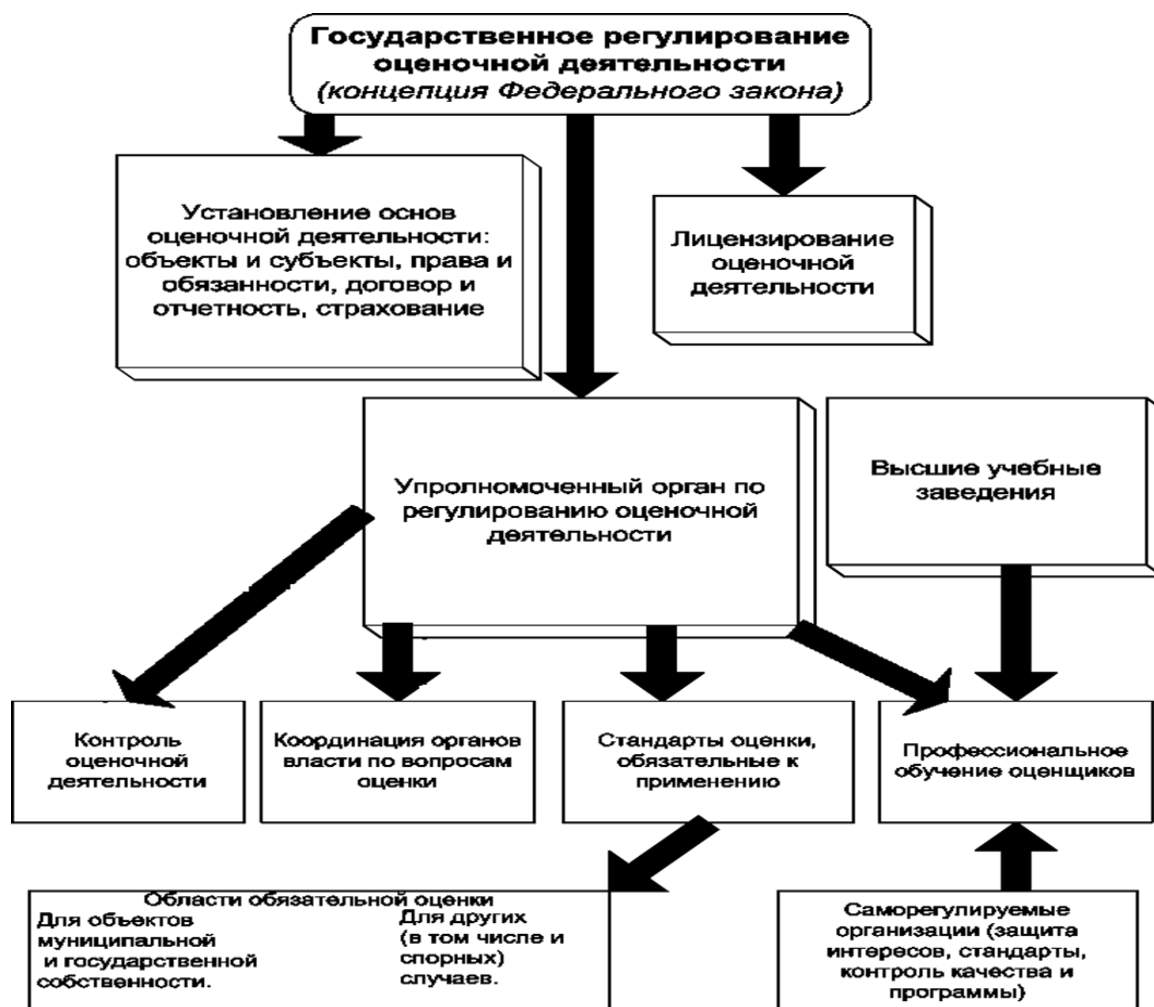 Государственное регулирование
оценочной деятельности
(концепция Федерального закона)
Установление основ
оценочной деятельности:
объекты и субъекты, права и
обязанности, договор и
отчетность, страхование
Лицензирование
оценочной
деятельности
Упролномоченный орган по
регулированию оценочной
деятельности
Высшие учебные
заведения
Контроль
оценочной
деятельности
Координация органов
власти по вопросам
оценки
Стандарты оценки,
обязательные к
применению
Профессиональное
обучение оценщиков
Области обязательной оценки
Для объектов
муниципальной
и государственной
собственности.
Для других
(в том числе и
спорных)
случаев.
Саморегулируемые
организации (защита
интересов, стандарты,
контроль качества и
программы)